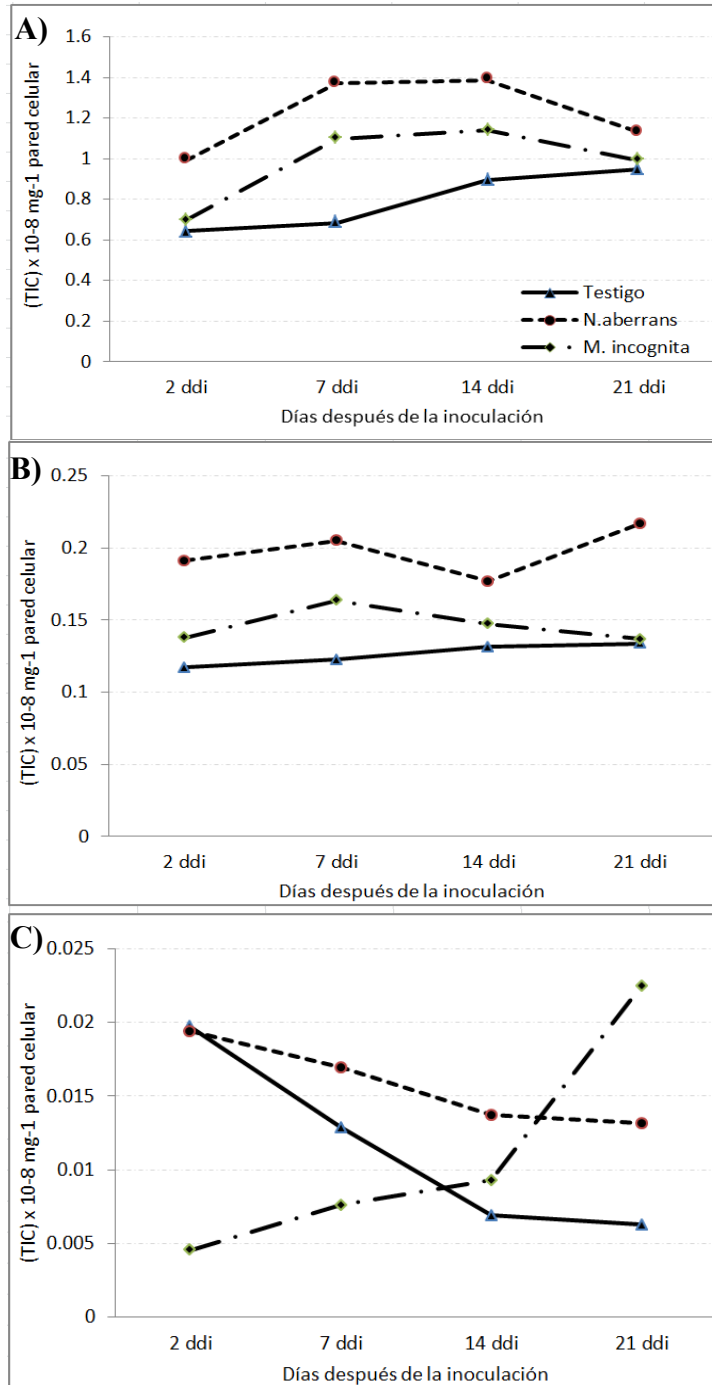 A)
(TIC) x 10-8 mg-1 pared celular
1.6
1.4
1.2
1
0.8
0.6
0.4
0.2
0
Testigo
N.aberrans
M. incognita
2 ddi 7 ddi 14 ddi 21 ddi
Días después de la inoculación
B)
(TIC) x 10-8 mg-1 pared celular
0.25
0.2
0.15
0.1
0.05
0
2 ddi 7 ddi 14 ddi 21 ddi
Días después de la inoculación
C)
(TIC) x 10-8 mg-1 pared celular
0.025
0.02
0.015
0.01
0.005
0
2 ddi 7 ddi 14 ddi 21 ddi
Días después de la inoculación